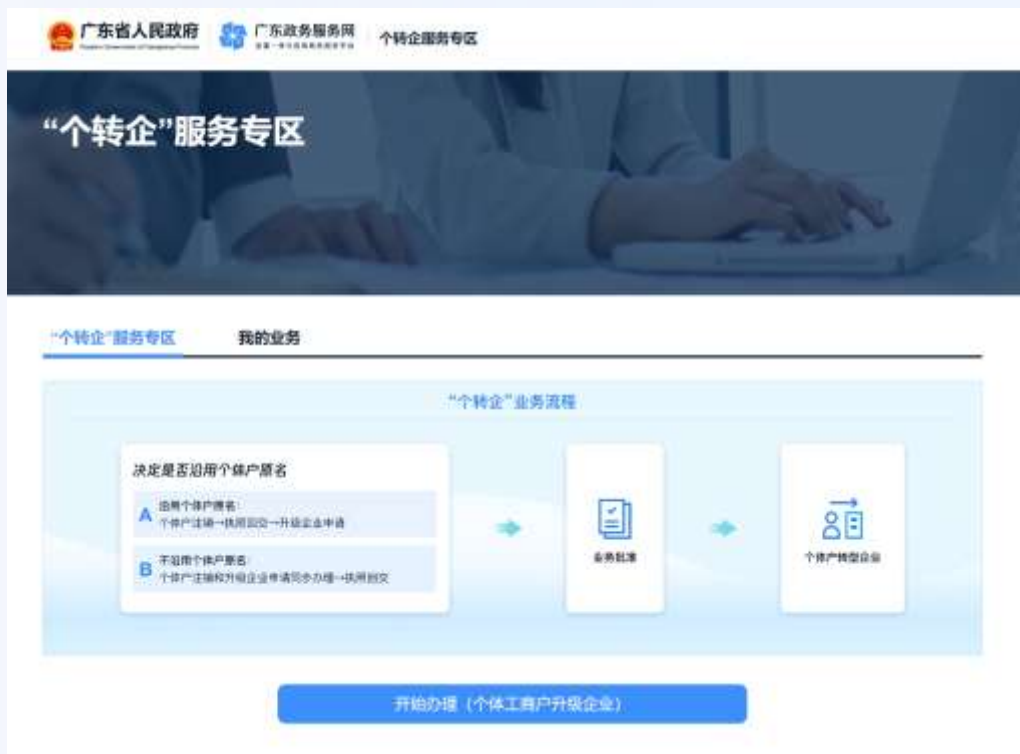 广东省人民政府
广东政务服务网
个转企服务专区
“个转企”服务专区
“个转企”服务专区
我的业务
“个转企”业务流程
决定是否沿用个体户原名
A
沿用个体户原名:
个体户注销→执照回交→升级企业申请
B
不沿用个体户原名:
个体户注销和升级企业申请同步办理→执照回交
业务批准
个体户转型企业
开始办理（个体工商户升级企业）